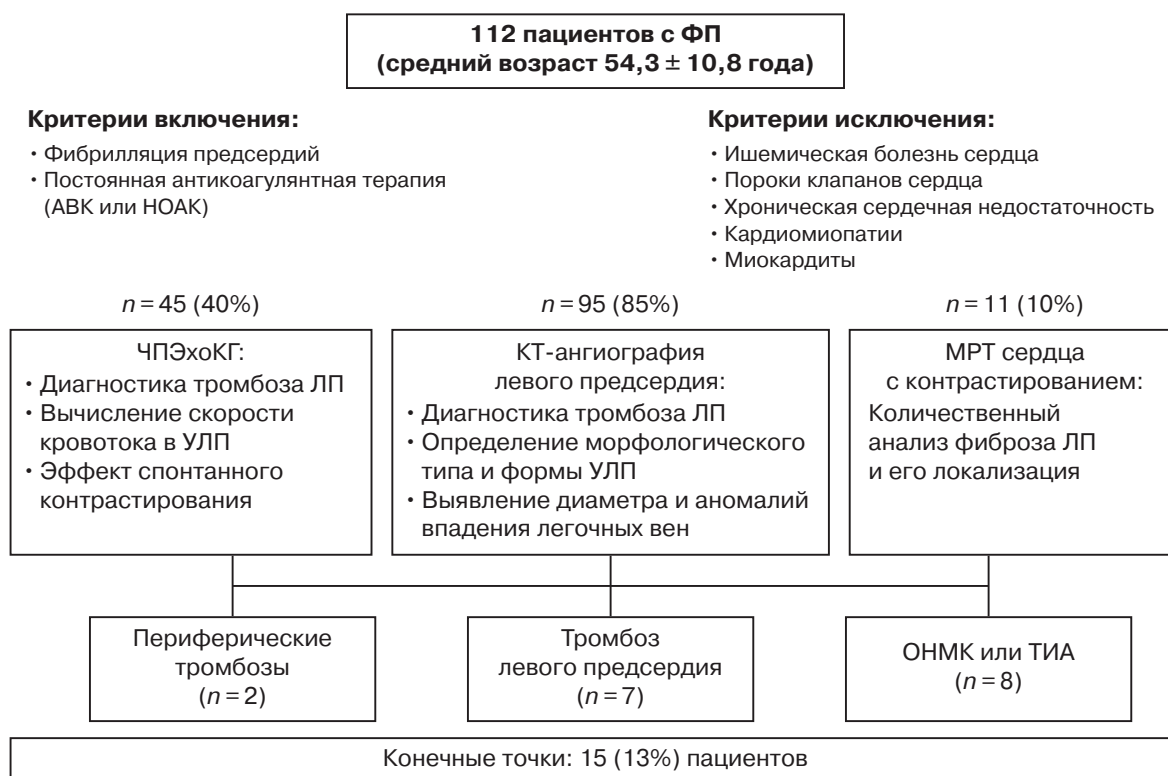 112 пациентов с ФП
(средний возраст 54,3 ± 10,8 года)
Критерии включения:
• Фибрилляция предсердий
• Постоянная антикоагулянтная терапия
(АВК или НОАК)
Критерии исключения:
• Ишемическая болезнь сердца
• Пороки клапанов сердца
• Хроническая сердечная недостаточность
• Кардиомиопатии
• Миокардиты
n = 45 (40%)
ЧПЭхоКГ:
• Диагностика тромбоза ЛП
• Вычисление скорости
кровотока в УЛП
• Эффект спонтанного
контрастирования
n = 95 (85%)
КТ-ангиография
левого предсердия:
• Диагностика тромбоза ЛП
• Определение морфологического
типа и формы УЛП
• Выявление диаметра и аномалий
впадения легочных вен
n = 11 (10%)
МРТ сердца
с контрастированием:
Количественный
анализ фиброза ЛП
и его локализация
Периферические
тромбозы
(n = 2)
Тромбоз
левого предсердия
(n = 7)
ОНМК или ТИА
(n = 8)
Конечные точки: 15 (13%) пациентов